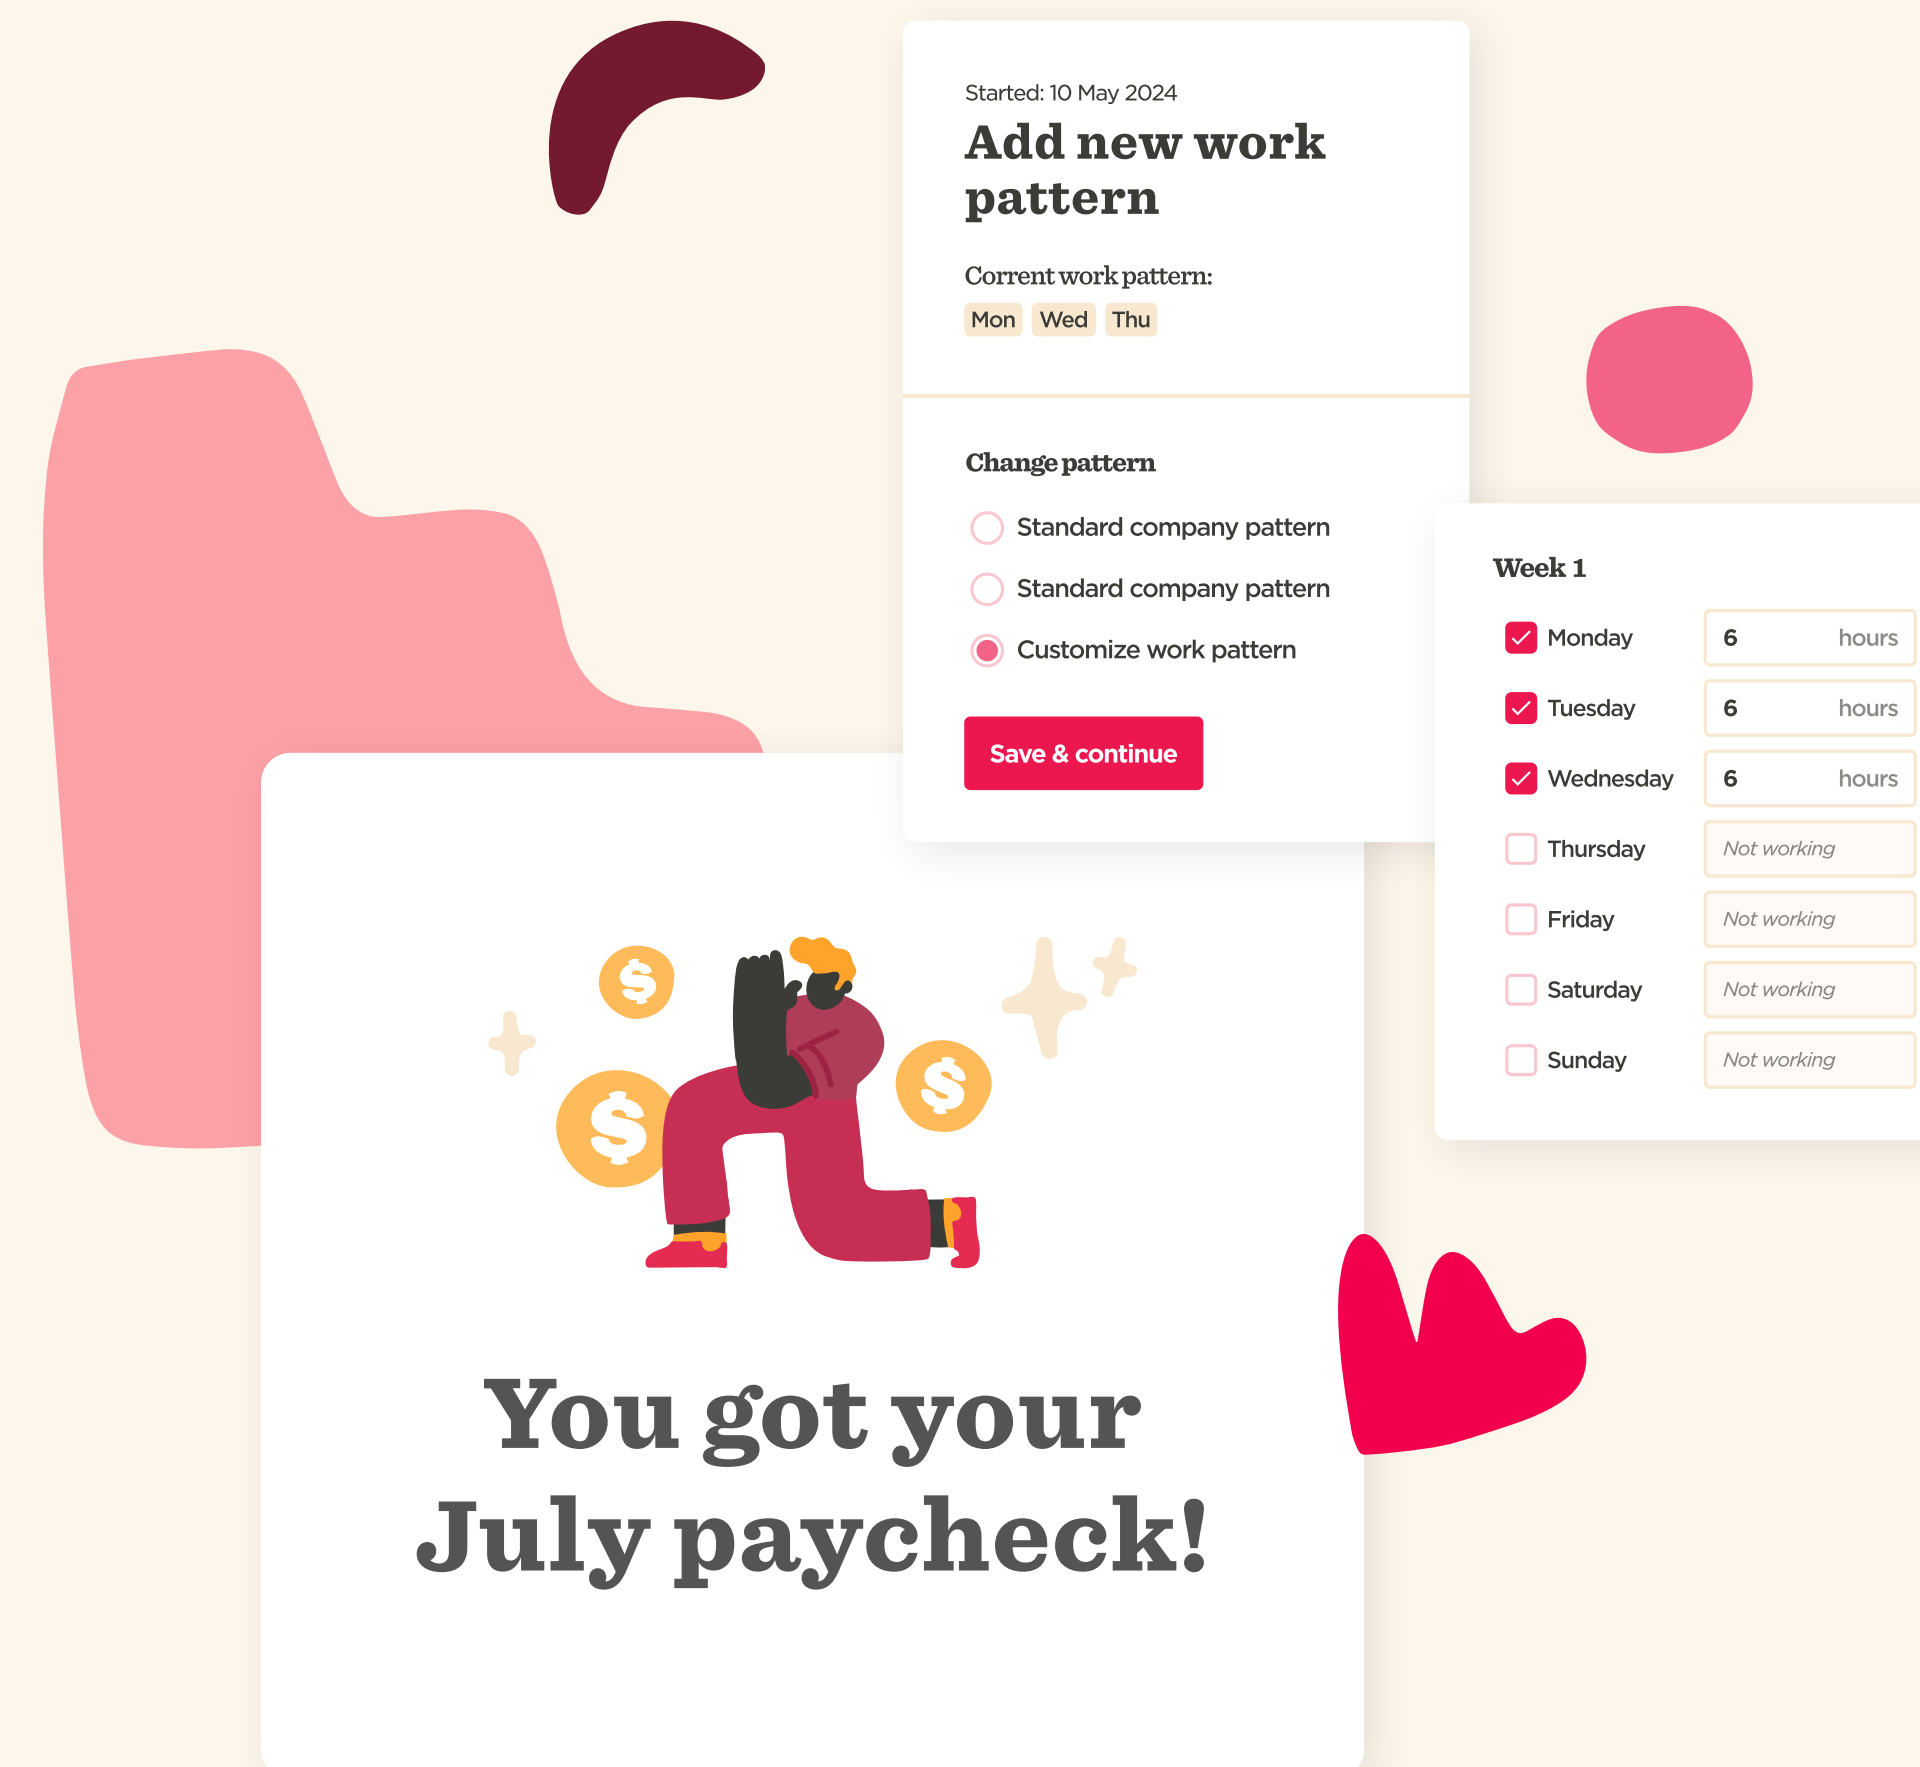 Started: 10 May 2024
Add new work
pattern
Corrent work pattern:
Mon Wed Thu
Change pattern
Standard company pattern
Standard company pattern
Customize work pattern
Save & continue
Week 1
Monday 6 hours
Tuesday 6 hours
Wednesday 6 hours
Thursday Not working
Friday Not working
Saturday Not working
Sunday Not working
$
$
$
You got your
July paycheck!